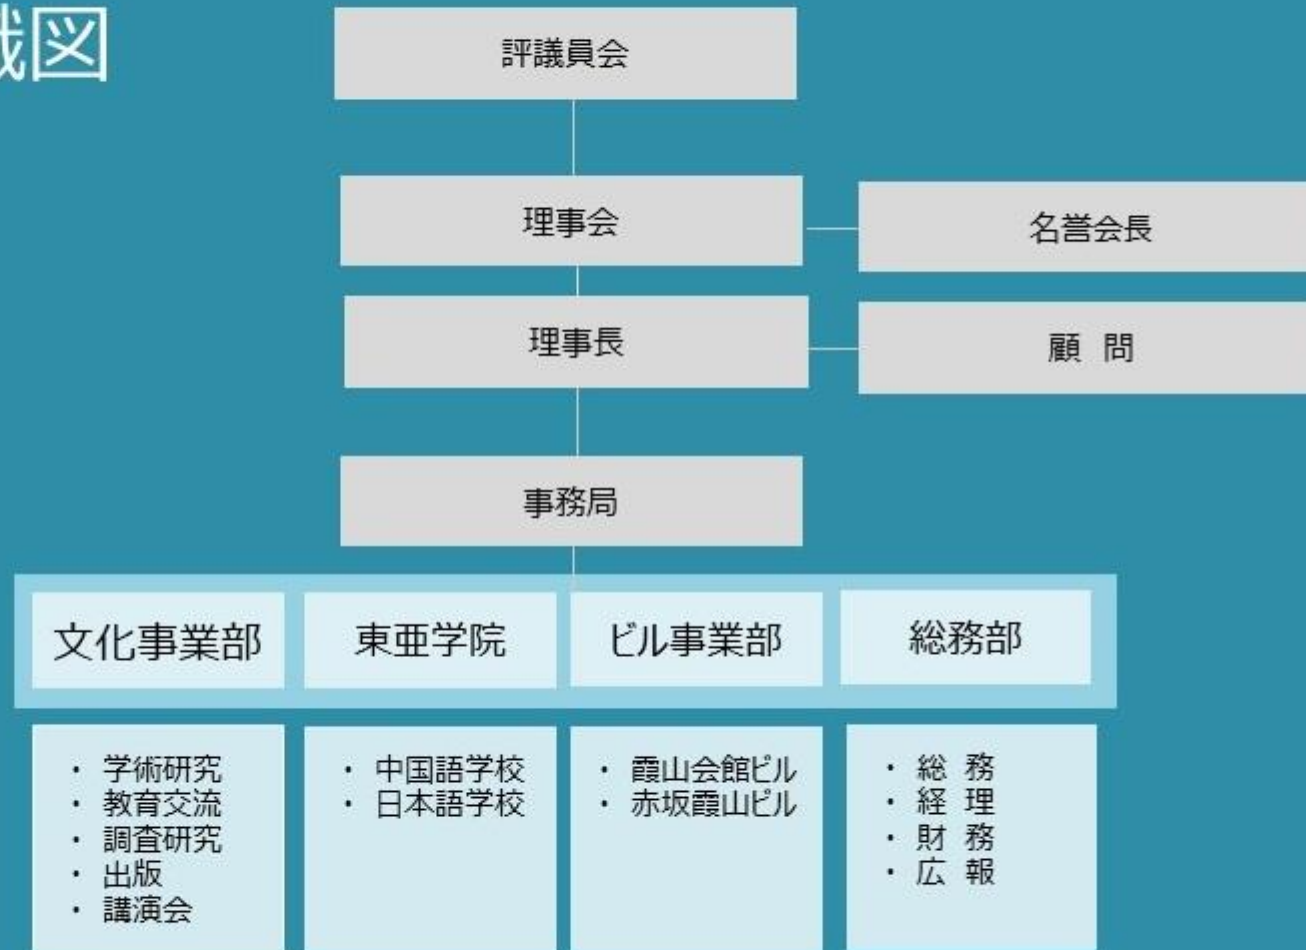 図
評議員会
理事会
名誉会長
理事長
顧 問
事務局
文化事業部
東亜学院
ビル事業部
総務部
・ 学術研究
・ 教育交流
・ 調査研究
・ 出版
・ 講演会
・ 中国語学校
・ 日本語学校
・ 霞山会館ビル
・ 赤坂霞山ビル
・ 総 務
・ 経 理
・ 財 務
・ 広 報